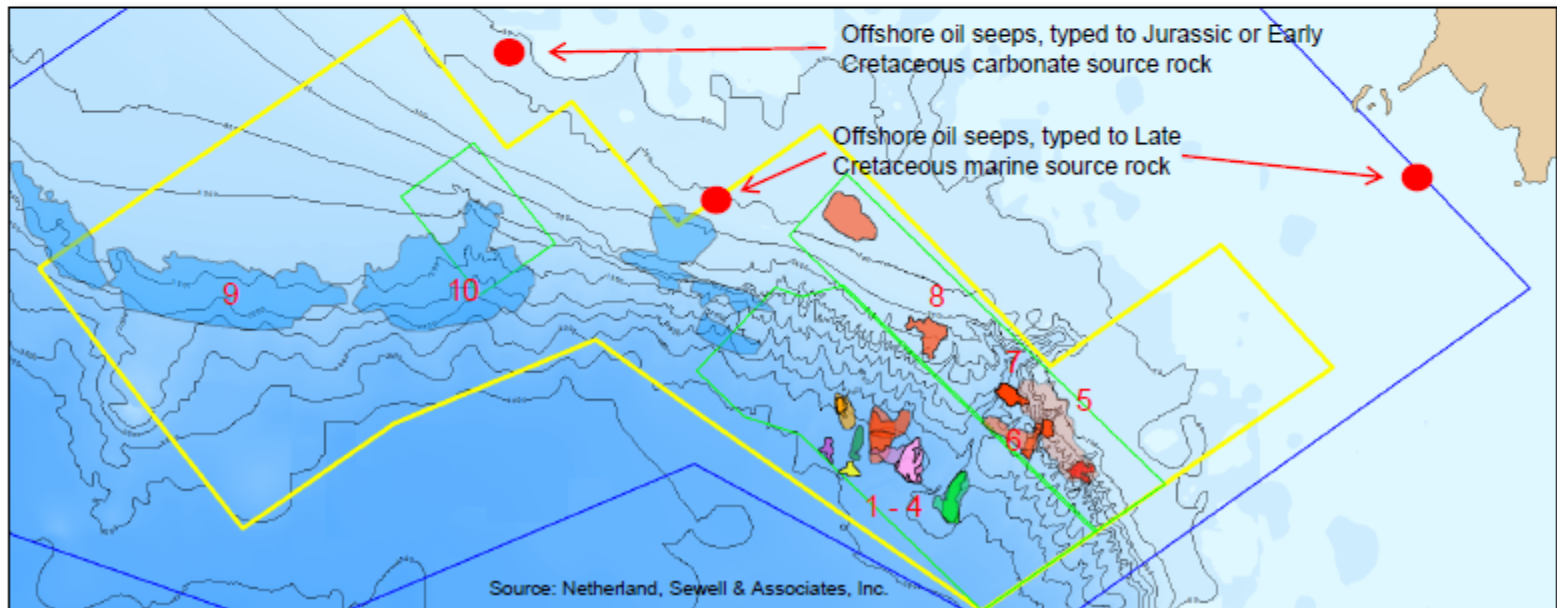 Offshore oil seeps, typed to Jurassic or Early
Cretaceous carbonate source rock
Offshore oil seeps, typed to Late
Cretaceous marine source rock
9
10
8
7
5
6
1 - 4
Source: Netherland, Sewell & Associates, Inc.